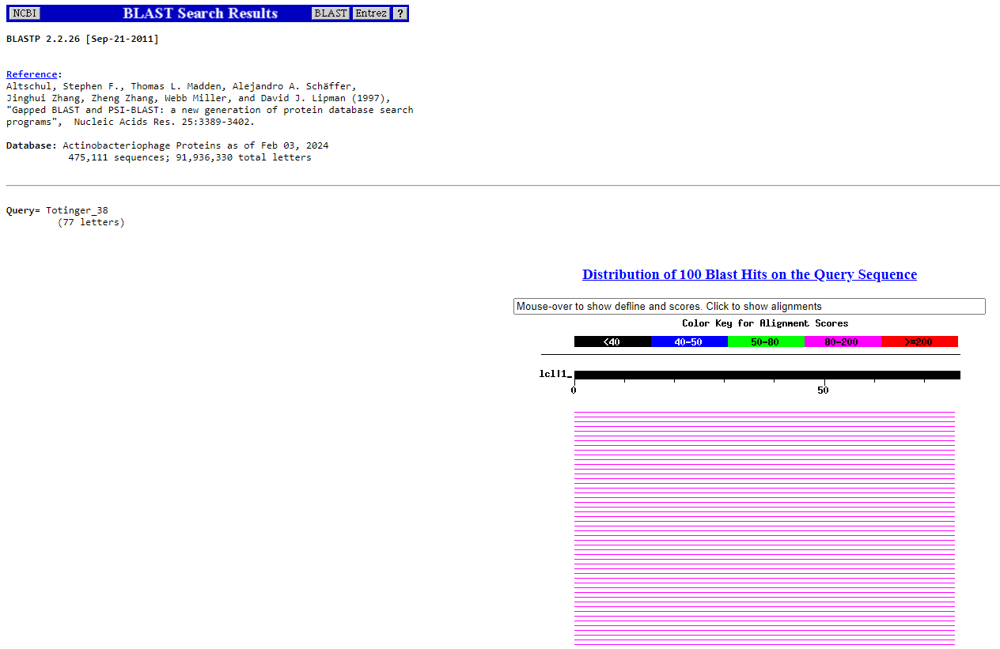 NCBI BLAST Search Results BLAST Entrez ?
BLASTP 2.2.26 [Sep-21-2011]
Reference:
Altschul, Stephen F., Thomas L. Madden, Alejandro A. Schäffer,
Jinghui Zhang, Zheng Zhang, Webb Miller, and David J. Lipman (1997),
"Gapped BLAST and PSI-BLAST: a new generation of protein database search
programs",  Nucleic Acids Res. 25:3389-3402.
Database: Actinobacteriophage Proteins as of Feb 03, 2024
475,111 sequences; 91,936,330 total letters
Query= Totinger_38
(77 letters)
Distribution of 100 Blast Hits on the Query Sequence
Mouse-over to show defline and scores. Click to show alignments
Color Key for Alignment Scores
<40 40-50 50-80 80-200 >=200
lcl|1_
0 50